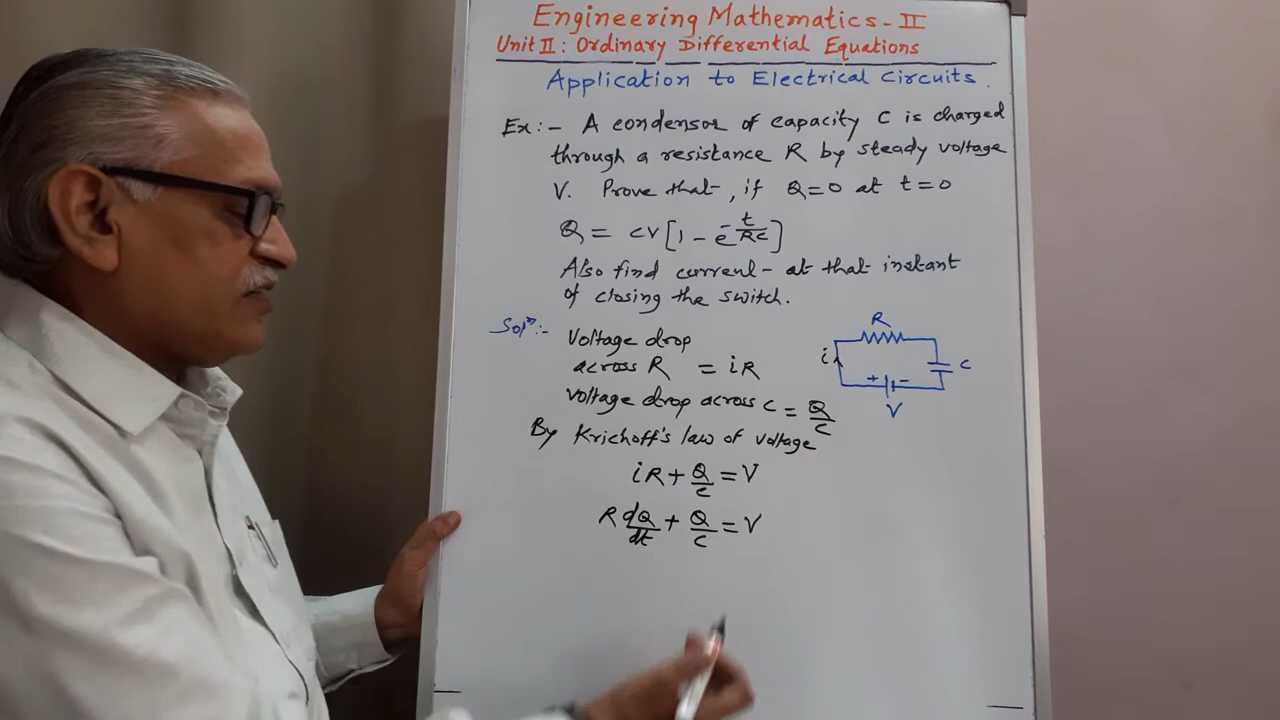 Engineering Mathematics - II
Unit II : Ordinary Differential Equations
Application to Electrical Circuits.
Ex:- A condensor of capacity C is charged
through a resistance R by steady voltage
V. Prove that, if Q=0 at t=0
Q = CV[1 - e^-t/RC]
Also find current at that instant
of closing the switch.
Solⁿ:- Voltage drop
across R = iR
voltage drop across C = Q/C
By Krichoff's law of voltage
iR + Q/C = V
R dQ/dt + Q/C = V
R
i
C
+ -
V